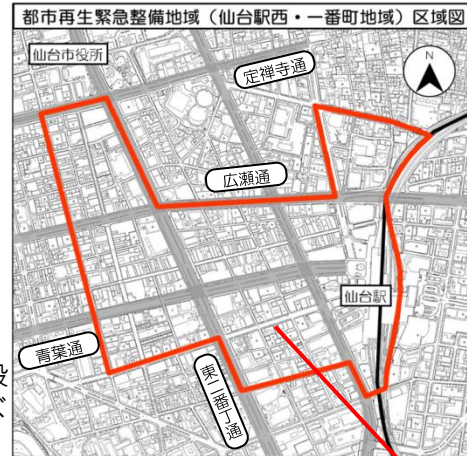 都市再生緊急整備地域（仙台駅西・一番町地域）区域図
仙台市役所
定禅寺通
N
広瀬通
仙台駅
青葉通
東二番丁通